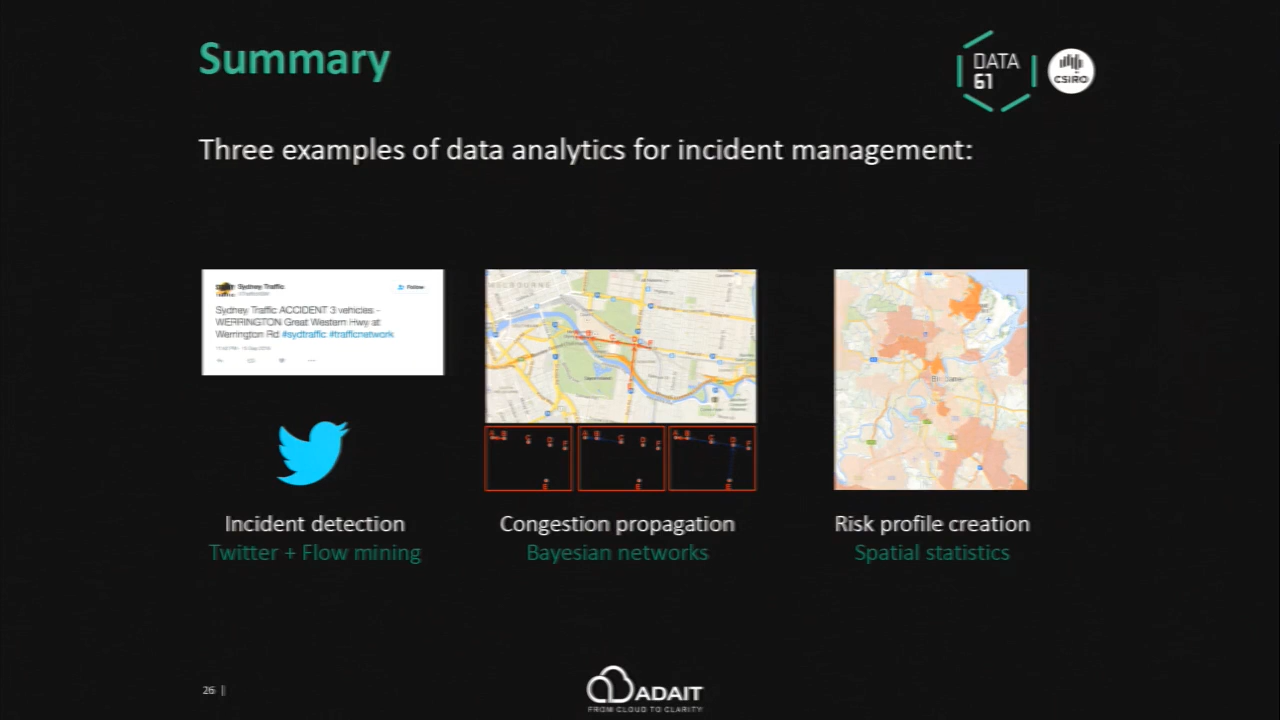 Summary
DATA
61
CSIRO
Three examples of data analytics for incident management:
Sydney Traffic
Follow
Sydney Traffic ACCIDENT 3 vehicles -
WERRINGTON Great Western Hwy at
Werrington Rd #sydtraffic #trafficnetwork
MELBOURNE
Brisbane
Incident detection
Congestion propagation
Risk profile creation
Twitter + Flow mining
Bayesian networks
Spatial statistics
26 |
ADAIT
FROM CLOUD TO CLARITY